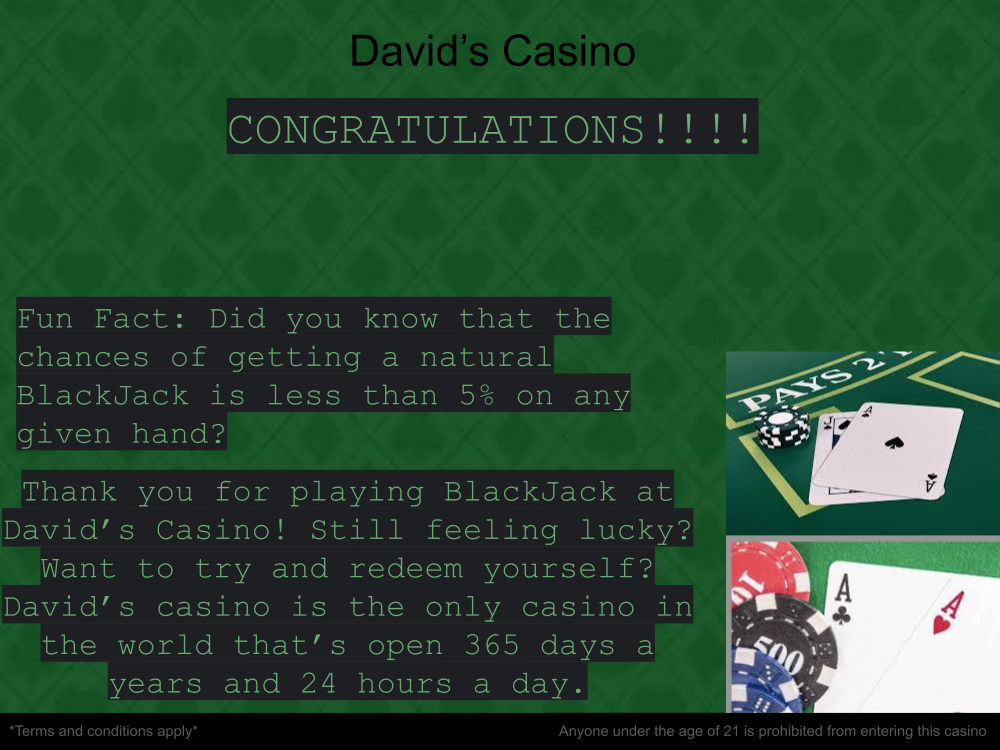 David’s Casino
CONGRATULATIONS!!!!
Fun Fact: Did you know that the
chances of getting a natural
BlackJack is less than 5% on any
given hand?
PAYS 2
J
A
A
Thank you for playing BlackJack at
David’s Casino! Still feeling lucky?
Want to try and redeem yourself?
David’s casino is the only casino in
the world that’s open 365 days a
years and 24 hours a day.
A
A
500
*Terms and conditions apply*
Anyone under the age of 21 is prohibited from entering this casino